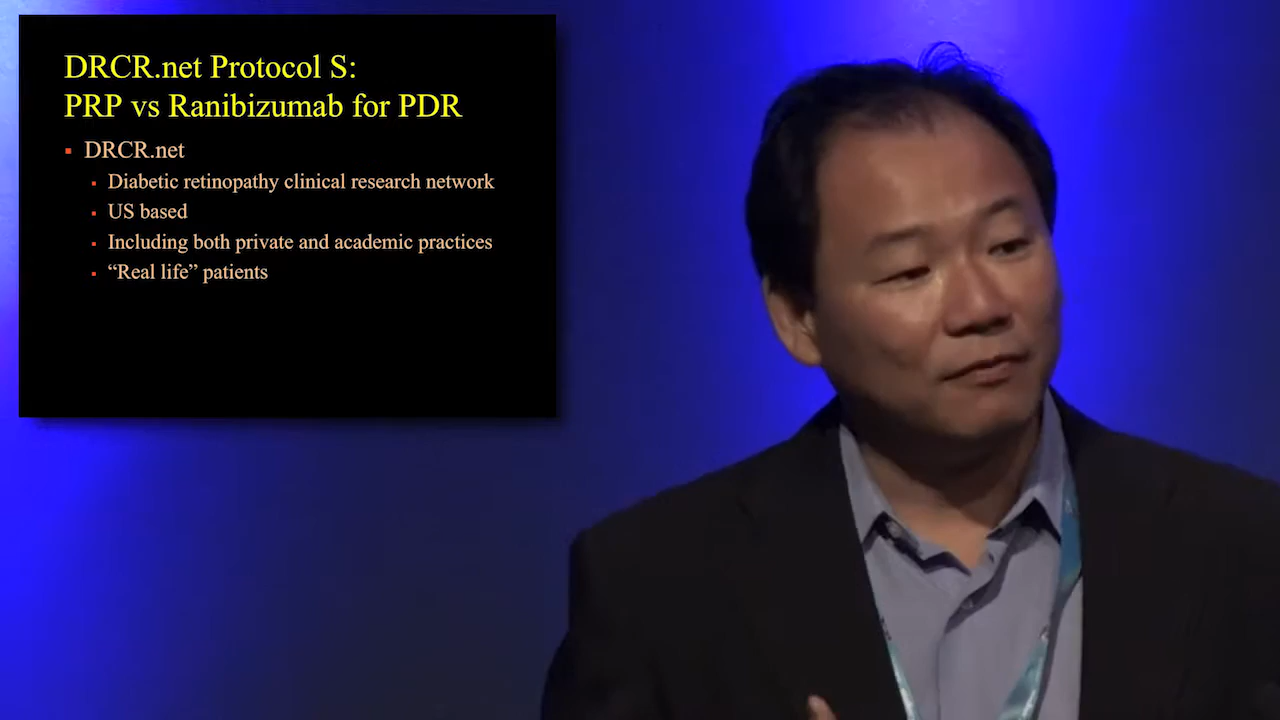 DRCR.net Protocol S:
PRP vs Ranibizumab for PDR
▪ DRCR.net
▪ Diabetic retinopathy clinical research network
▪ US based
▪ Including both private and academic practices
▪ “Real life” patients